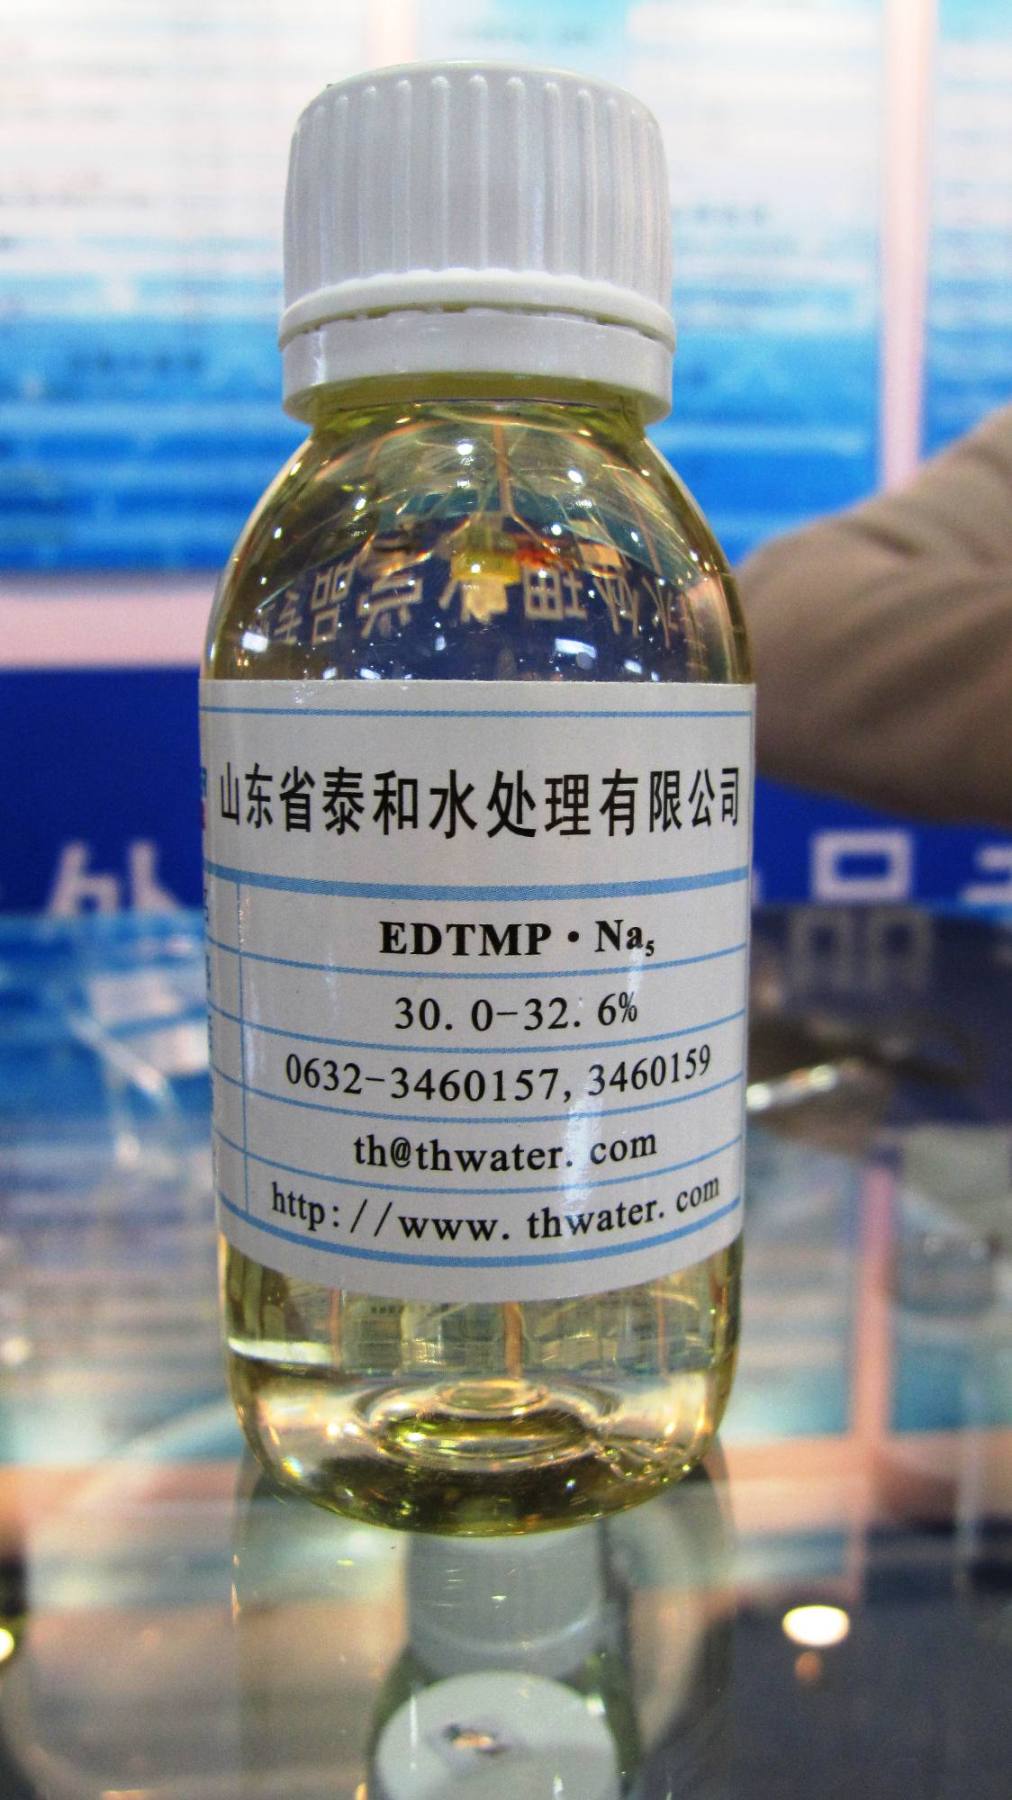 山东省泰和水处理有限公司
EDTMP·Na₅
30.0-32.6%
0632-3460157, 3460159
th@thwater.com
http://www.thwater.com